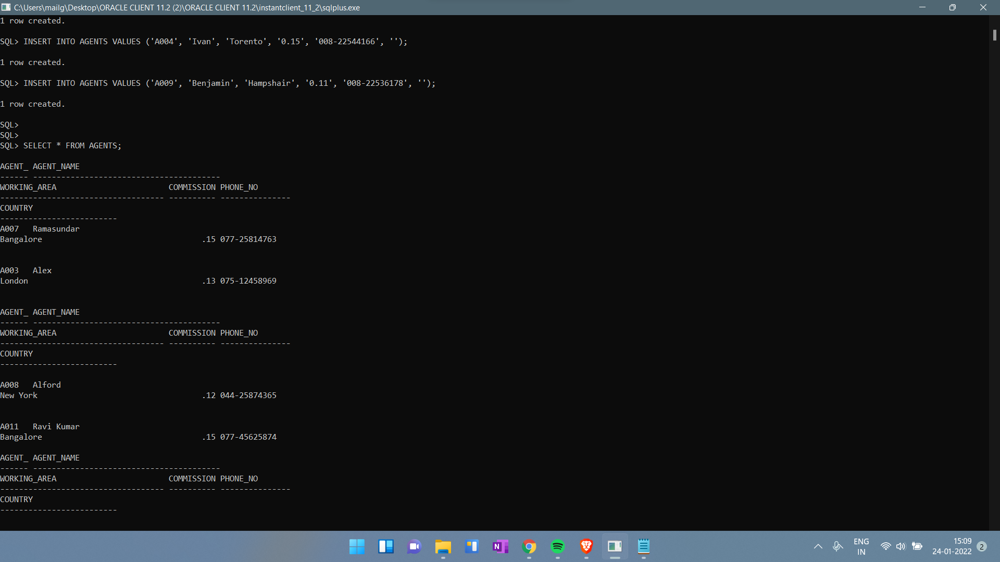 C:\Users\mailg\Desktop\ORACLE CLIENT 11.2 (2)\ORACLE CLIENT 11.2\instantclient_11_2\sqlplus.exe
1 row created.
SQL> INSERT INTO AGENTS VALUES ('A004', 'Ivan', 'Torento', '0.15', '008-22544166', '');
1 row created.
SQL> INSERT INTO AGENTS VALUES ('A009', 'Benjamin', 'Hampshair', '0.11', '008-22536178', '');
1 row created.
SQL>
SQL>
SQL> SELECT * FROM AGENTS;
AGENT_ AGENT_NAME
------ ----------------------------------------
WORKING_AREA                        COMMISSION PHONE_NO
----------------------------------- ---------- ---------------
COUNTRY
-------------------------
A007   Ramasundar
Bangalore                                  .15 077-25814763
A003   Alex
London                                     .13 075-12458969
AGENT_ AGENT_NAME
------ ----------------------------------------
WORKING_AREA                        COMMISSION PHONE_NO
----------------------------------- ---------- ---------------
COUNTRY
-------------------------
A008   Alford
New York                                   .12 044-25874365
A011   Ravi Kumar
Bangalore                                  .15 077-45625874
AGENT_ AGENT_NAME
------ ----------------------------------------
WORKING_AREA                        COMMISSION PHONE_NO
----------------------------------- ---------- ---------------
COUNTRY
-------------------------
N
ENG
IN
15:09
24-01-2022
2